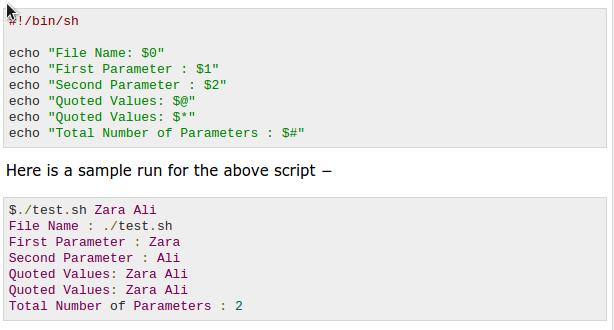 #!/bin/sh
echo "File Name: $0"
echo "First Parameter : $1"
echo "Second Parameter : $2"
echo "Quoted Values: $@"
echo "Quoted Values: $*"
echo "Total Number of Parameters : $#"
Here is a sample run for the above script −
$./test.sh Zara Ali
File Name : ./test.sh
First Parameter : Zara
Second Parameter : Ali
Quoted Values: Zara Ali
Quoted Values: Zara Ali
Total Number of Parameters : 2